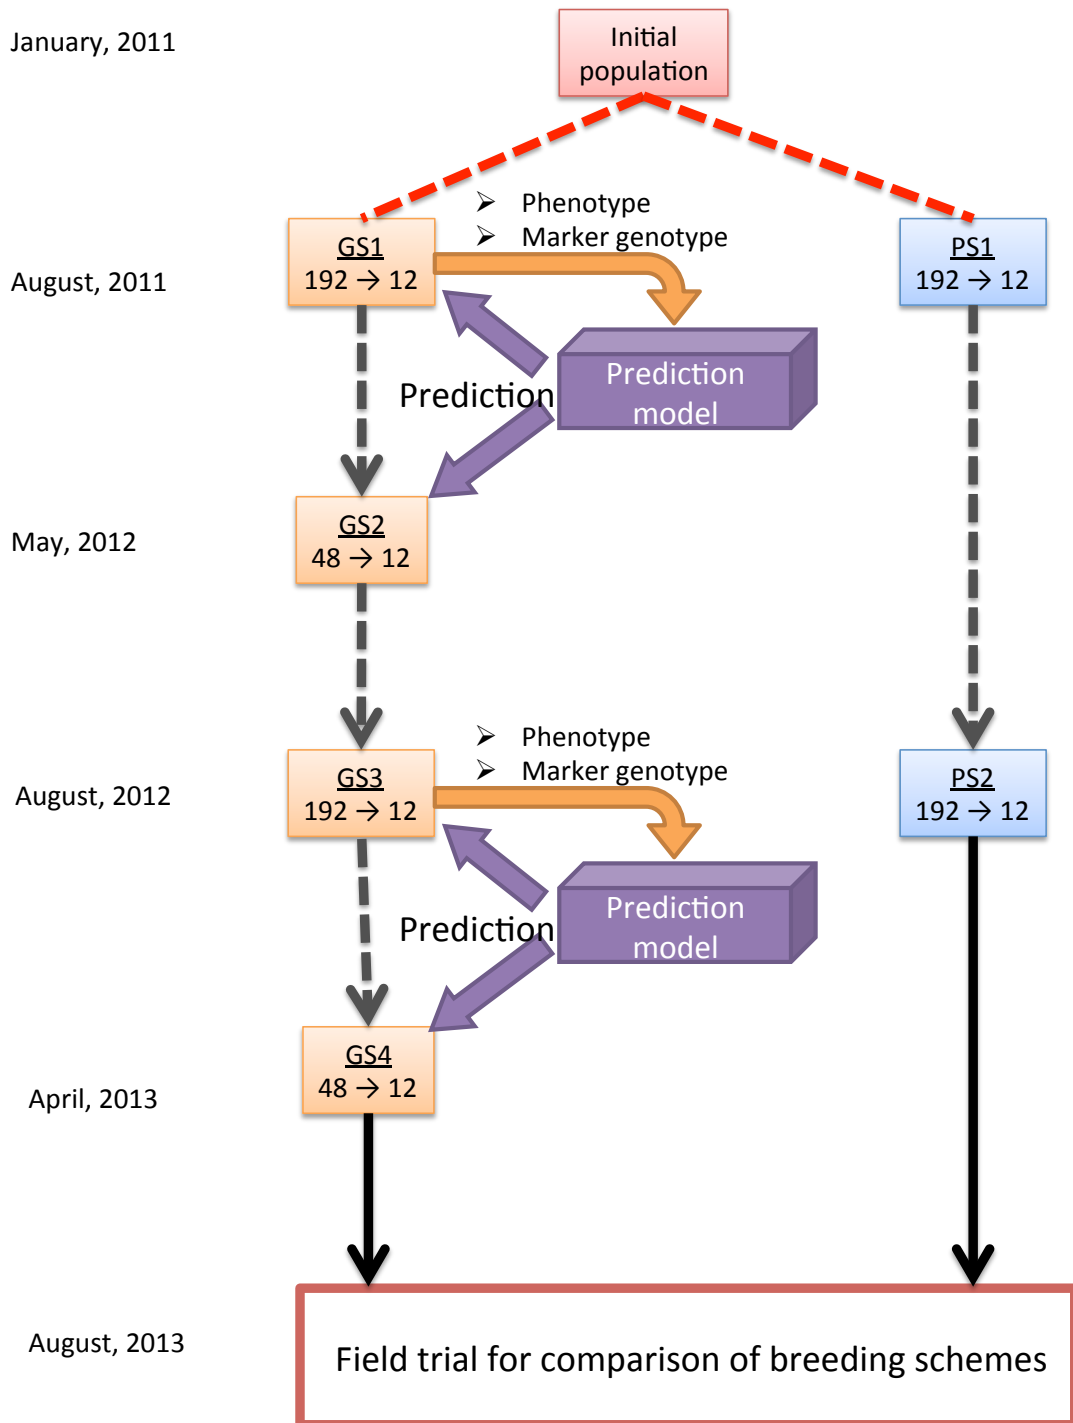 January, 2011
Initial
population
➢ Phenotype
➢ Marker genotype
GS1
192 → 12
PS1
192 → 12
August, 2011
Prediction
model
Prediction
GS2
48 → 12
May, 2012
➢ Phenotype
➢ Marker genotype
GS3
192 → 12
PS2
192 → 12
August, 2012
Prediction
model
Prediction
GS4
48 → 12
April, 2013
August, 2013
Field trial for comparison of breeding schemes